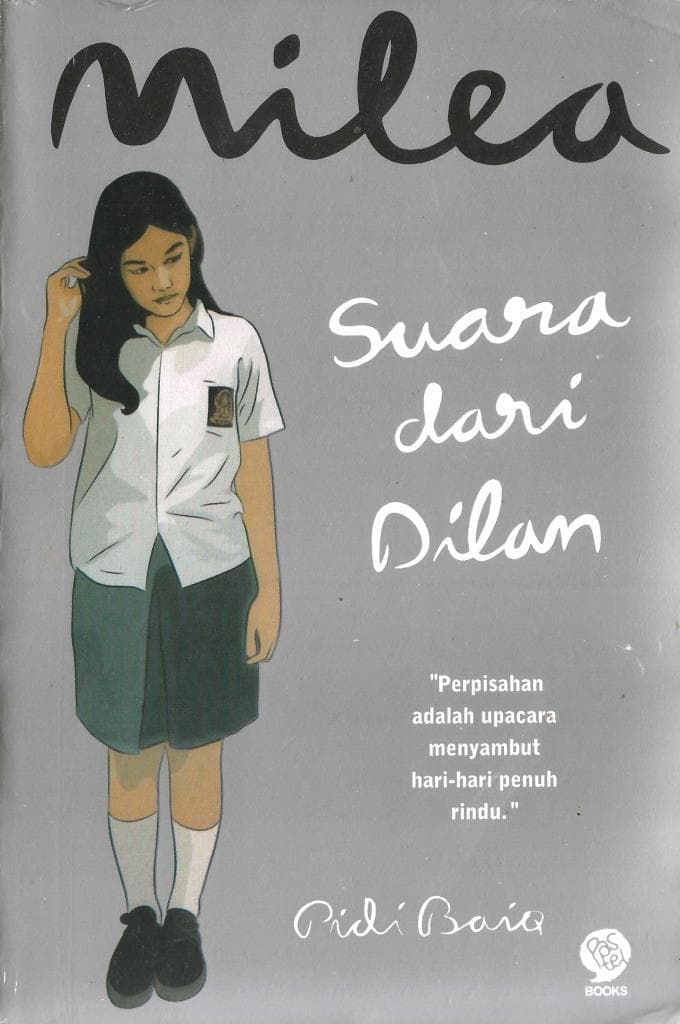 Milea
Suara
dari
Dilan
"Perpisahan
adalah upacara
menyambut
hari-hari penuh
rindu."
Pidi Baiq
Pastel
BOOKS